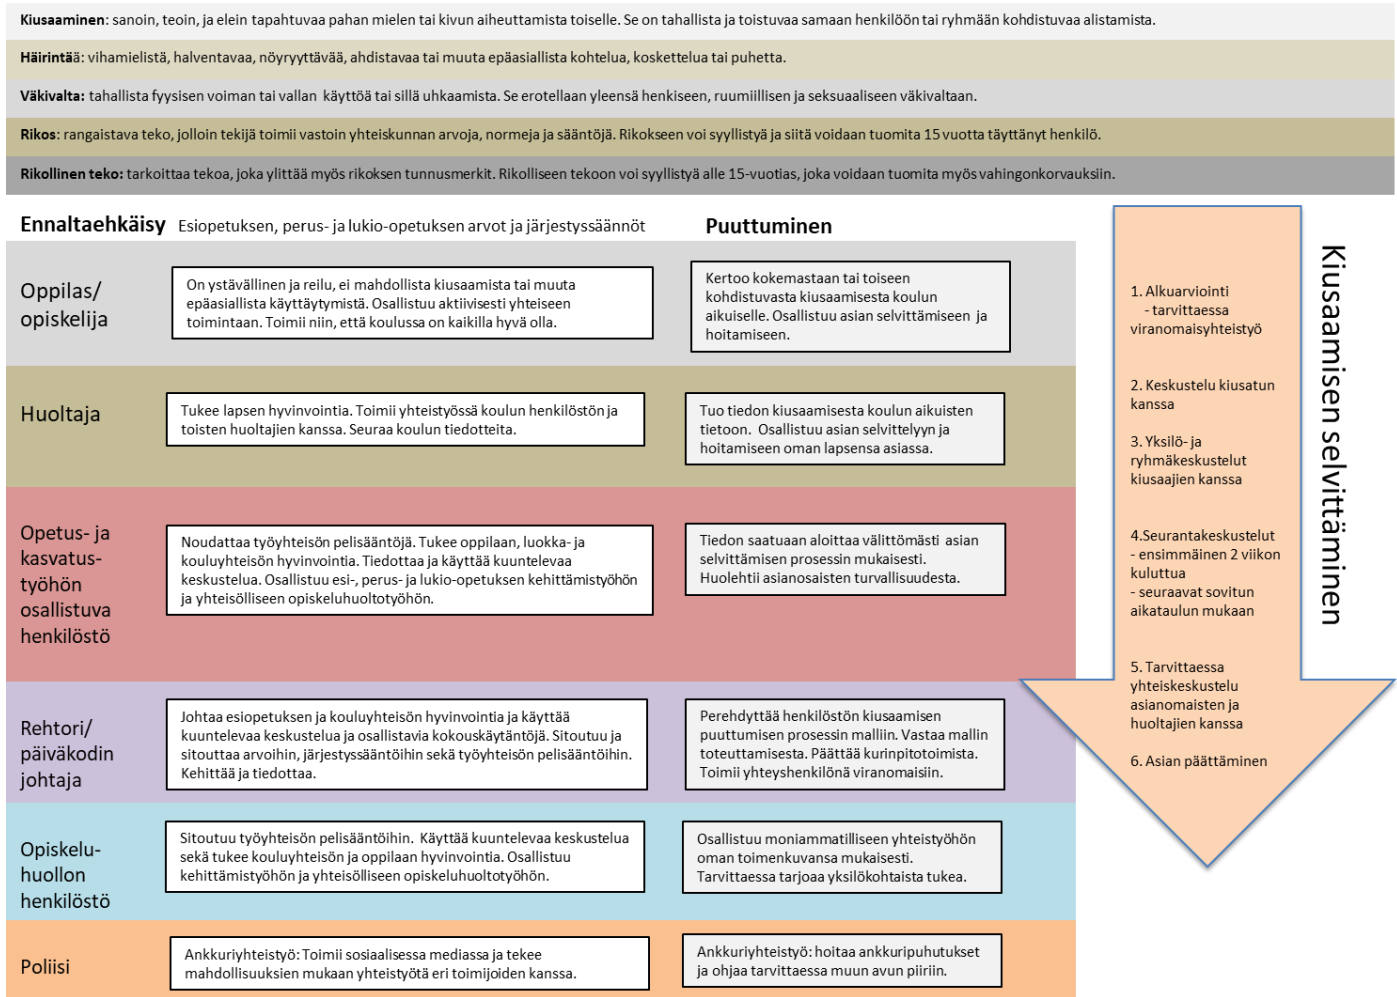 Kiusaaminen: sanoin, teoin, ja elein tapahtuvaa pahan mielen tai kivun aiheuttamista toiselle. Se on tahallista ja toistuvaa samaan henkilöön tai ryhmään kohdistuvaa alistamista.
Häirintää: vihamielistä, halventavaa, nöyryyttävää, ahdistavaa tai muuta epäasiallista kohtelua, koskettelua tai puhetta.
Väkivalta: tahallista fyysisen voiman tai vallan käyttöä tai sillä uhkaamista. Se erotellaan yleensä henkiseen, ruumiillisen ja seksuaaliseen väkivaltaan.
Rikos: rangaistava teko, jolloin tekijä toimii vastoin yhteiskunnan arvoja, normeja ja sääntöjä. Rikokseen voi syyllistyä ja siitä voidaan tuomita 15 vuotta täyttänyt henkilö.
Rikollinen teko: tarkoittaa tekoa, joka ylittää myös rikoksen tunnusmerkit. Rikolliseen tekoon voi syyllistyä alle 15-vuotias, joka voidaan tuomita myös vahingonkorvauksiin.
Ennaltaehkäisy Esiopetuksen, perus- ja lukio-opetuksen arvot ja järjestyssäännöt
Puuttuminen
Oppilas/
opiskelija
On ystävällinen ja reilu, ei mahdollista kiusaamista tai muuta
epäasiallista käyttäytymistä. Osallistuu aktiivisesti yhteiseen
toimintaan. Toimii niin, että koulussa on kaikilla hyvä olla.
Kertoo kokemastaan tai toiseen
kohdistuvasta kiusaamisesta koulun
aikuiselle. Osallistuu asian selvittämiseen ja
hoitamiseen.
Huoltaja
Tukee lapsen hyvinvointia. Toimii yhteistyössä koulun henkilöstön ja
toisten huoltajien kanssa. Seuraa koulun tiedotteita.
Tuo tiedon kiusaamisesta koulun aikuisten
tietoon. Osallistuu asian selvittelyyn ja
hoitamiseen oman lapsensa asiassa.
Opetus- ja
kasvatus-
työhön
osallistuva
henkilöstö
Noudattaa työyhteisön pelisääntöjä. Tukee oppilaan, luokka- ja
kouluyhteisön hyvinvointia. Tiedottaa ja käyttää kuuntelevaa
keskustelua. Osallistuu esi-, perus- ja lukio-opetuksen kehittämistyöhön
ja yhteisölliseen opiskeluhuoltotyöhön.
Tiedon saatuaan aloittaa välittömästi asian
selvittämisen prosessin mukaisesti.
Huolehtii asianosaisten turvallisuudesta.
Rehtori/
päiväkodin
johtaja
Johtaa esiopetuksen ja kouluyhteisön hyvinvointia ja käyttää
kuuntelevaa keskustelua ja osallistavia kokouskäytäntöjä. Sitoutuu ja
sitouttaa arvoihin, järjestyssääntöihin sekä työyhteisön pelisääntöihin.
Kehittää ja tiedottaa.
Perehdyttää henkilöstön kiusaamisen
puuttumisen prosessin malliin. Vastaa mallin
toteuttamisesta. Päättää kurinpitotoimista.
Toimii yhteyshenkilönä viranomaisiin.
Opiskelu-
huollon
henkilöstö
Sitoutuu työyhteisön pelisääntöihin. Käyttää kuuntelevaa keskustelua
sekä tukee kouluyhteisön ja oppilaan hyvinvointia. Osallistuu
kehittämistyöhön ja yhteisölliseen opiskeluhuoltotyöhön.
Osallistuu moniammatilliseen yhteistyöhön
oman toimenkuvansa mukaisesti.
Tarvittaessa tarjoaa yksilökohtaista tukea.
Poliisi
Ankkuriyhteistyö: Toimii sosiaalisessa mediassa ja tekee
mahdollisuuksien mukaan yhteistyötä eri toimijoiden kanssa.
Ankkuriyhteistyö: hoitaa ankkuripuhutukset
ja ohjaa tarvittaessa muun avun piiriin.
1. Alkuarviointi
- tarvittaessa
viranomaisyhteistyö
2. Keskustelu kiusatun
kanssa
3. Yksilö- ja
ryhmäkeskustelut
kiusaajien kanssa
4.Seurantakeskustelut
- ensimmäinen 2 viikon
kuluttua
- seuraavat sovitun
aikataulun mukaan
5. Tarvittaessa
yhteiskeskustelu
asianomaisten ja
huoltajien kanssa
6. Asian päättäminen
Kiusaamisen selvittäminen